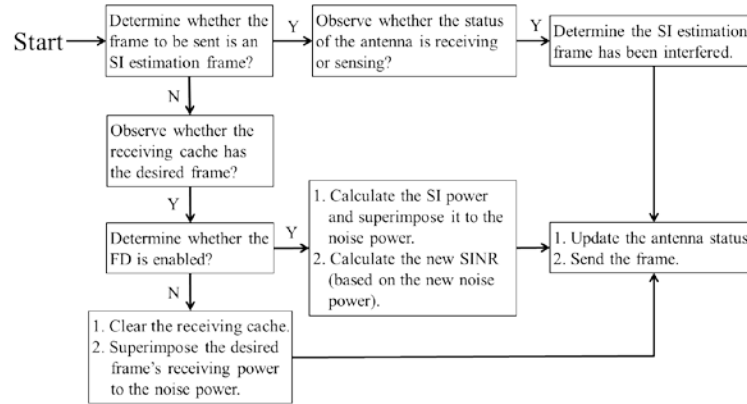 Start
Determine whether the
frame to be sent is an
SI estimation frame?
Y
Observe whether the status
of the antenna is receiving
or sensing?
Y
Determine the SI estimation
frame has been interfered.
N
Observe whether the
receiving cache has
the desired frame?
Y
Determine whether the
FD is enabled?
Y
1. Calculate the SI power
and superimpose it to the
noise power.
2. Calculate the new SINR
(based on the new noise
power).
1. Update the antenna status
2. Send the frame.
N
1. Clear the receiving cache.
2. Superimpose the desired
frame's receiving power
to the noise power.